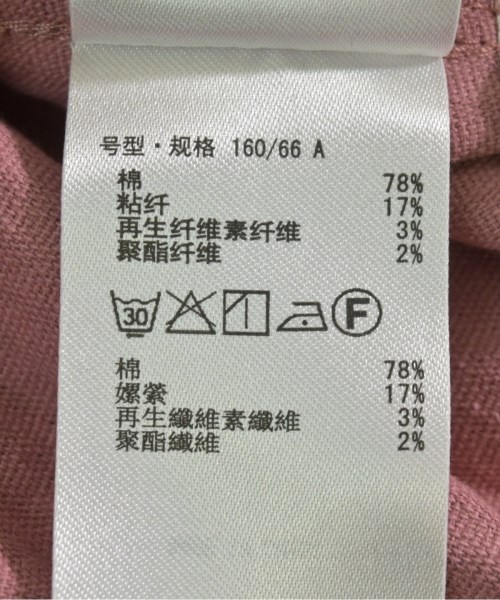 号型・规格 160/66 A
棉 78%
粘纤 17%
再生纤维素纤维 3%
聚酯纤维 2%
30 F
棉 78%
嫘縈 17%
再生纖維素纖維 3%
聚酯纖維 2%